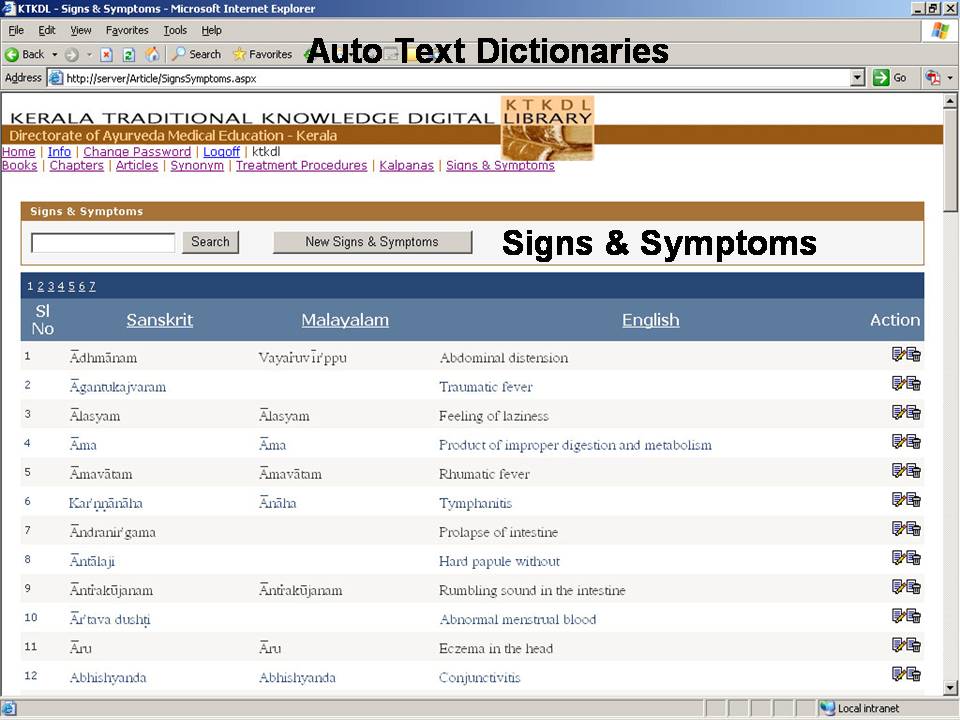 KTKDL - Signs & Symptoms - Microsoft Internet Explorer
File Edit View Favorites Tools Help
Back Search Favorites
Auto Text Dictionaries
Address http://server/Article/SignsSymptoms.aspx Go
KERALA TRADITIONAL KNOWLEDGE DIGITAL LIBRARY
KTKDL
Directorate of Ayurveda Medical Education - Kerala
Home | Info | Change Password | Logoff | ktkdl
Books | Chapters | Articles | Synonym | Treatment Procedures | Kalpanas | Signs & Symptoms
Signs & Symptoms
Search New Signs & Symptoms Signs & Symptoms
1 2 3 4 5 6 7
Sl No Sanskrit Malayalam English Action
1 Ādhmānam Vayaṙuvīr'ppu Abdominal distension
2 Āgantukajvaram Traumatic fever
3 Ālasyam Ālasyam Feeling of laziness
4 Āma Āma Product of improper digestion and metabolism
5 Āmavātam Āmavātam Rhumatic fever
6 Kar'ṇṇānāha Ānāha Tymphanitis
7 Āndranir'gama Prolapse of intestine
8 Āntālaji Hard papule without
9 Āntṙakūjanam Āntṙakūjanam Rumbling sound in the intestine
10 Ār'tava dushṭi Abnormal menstrual blood
11 Āru Āru Eczema in the head
12 Abhishyanda Abhishyanda Conjunctivitis
Local intranet